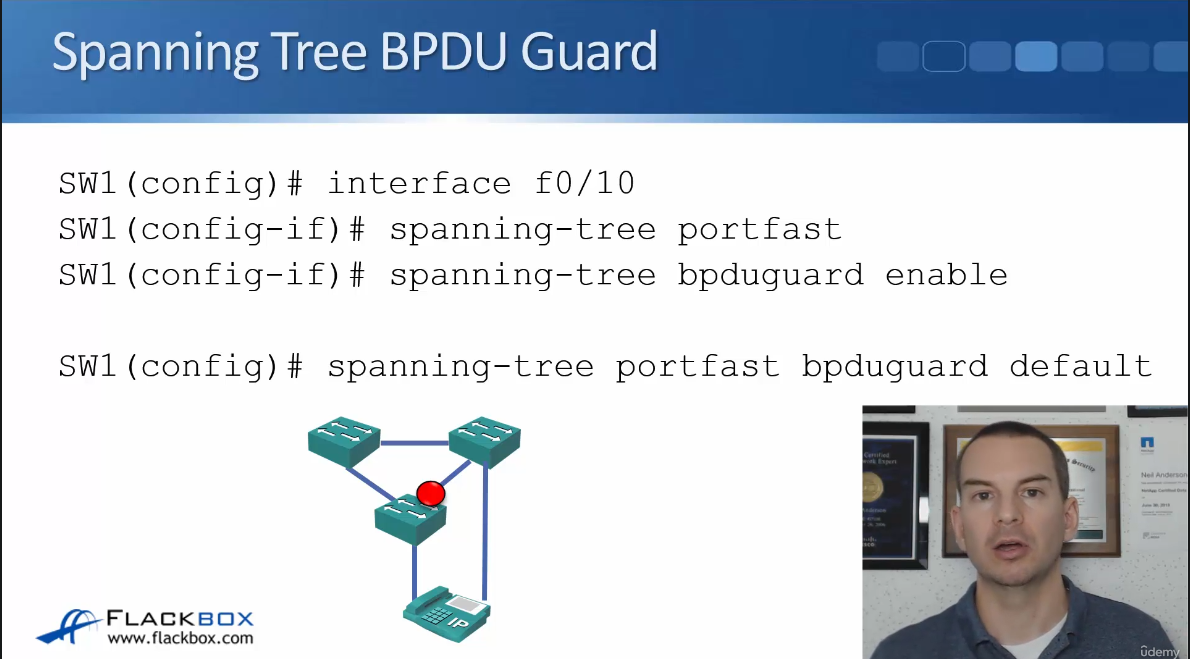 Spanning Tree BPDU Guard
SW1(config)# interface f0/10
SW1(config-if)# spanning-tree portfast
SW1(config-if)# spanning-tree bpduguard enable
SW1(config)# spanning-tree portfast bpduguard default
IP
FLACKBOX
www.flackbox.com
Neil Anderson
udemy